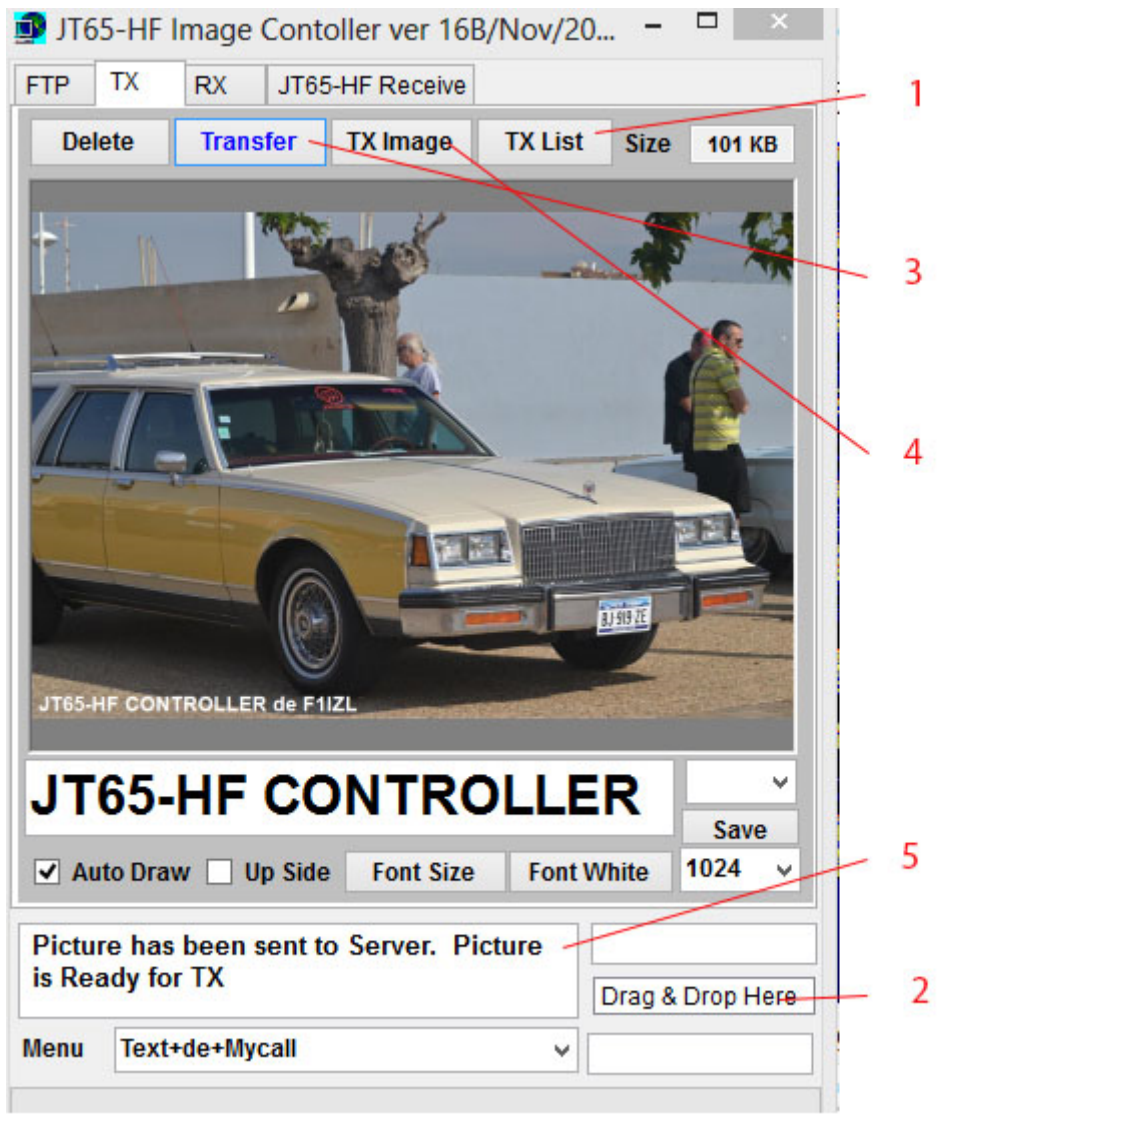 JT65-HF Image Contoller ver 16B/Nov/20...
FTP TX RX JT65-HF Receive
1
Delete Transfer TX Image TX List Size 101 KB
3
4
BJ 919 ZE
JT65-HF CONTROLLER de F1IZL
JT65-HF CONTROLLER
Save
Auto Draw Up Side Font Size Font White 1024
5
Picture has been sent to Server. Picture
is Ready for TX
Drag & Drop Here
2
Menu Text+de+Mycall